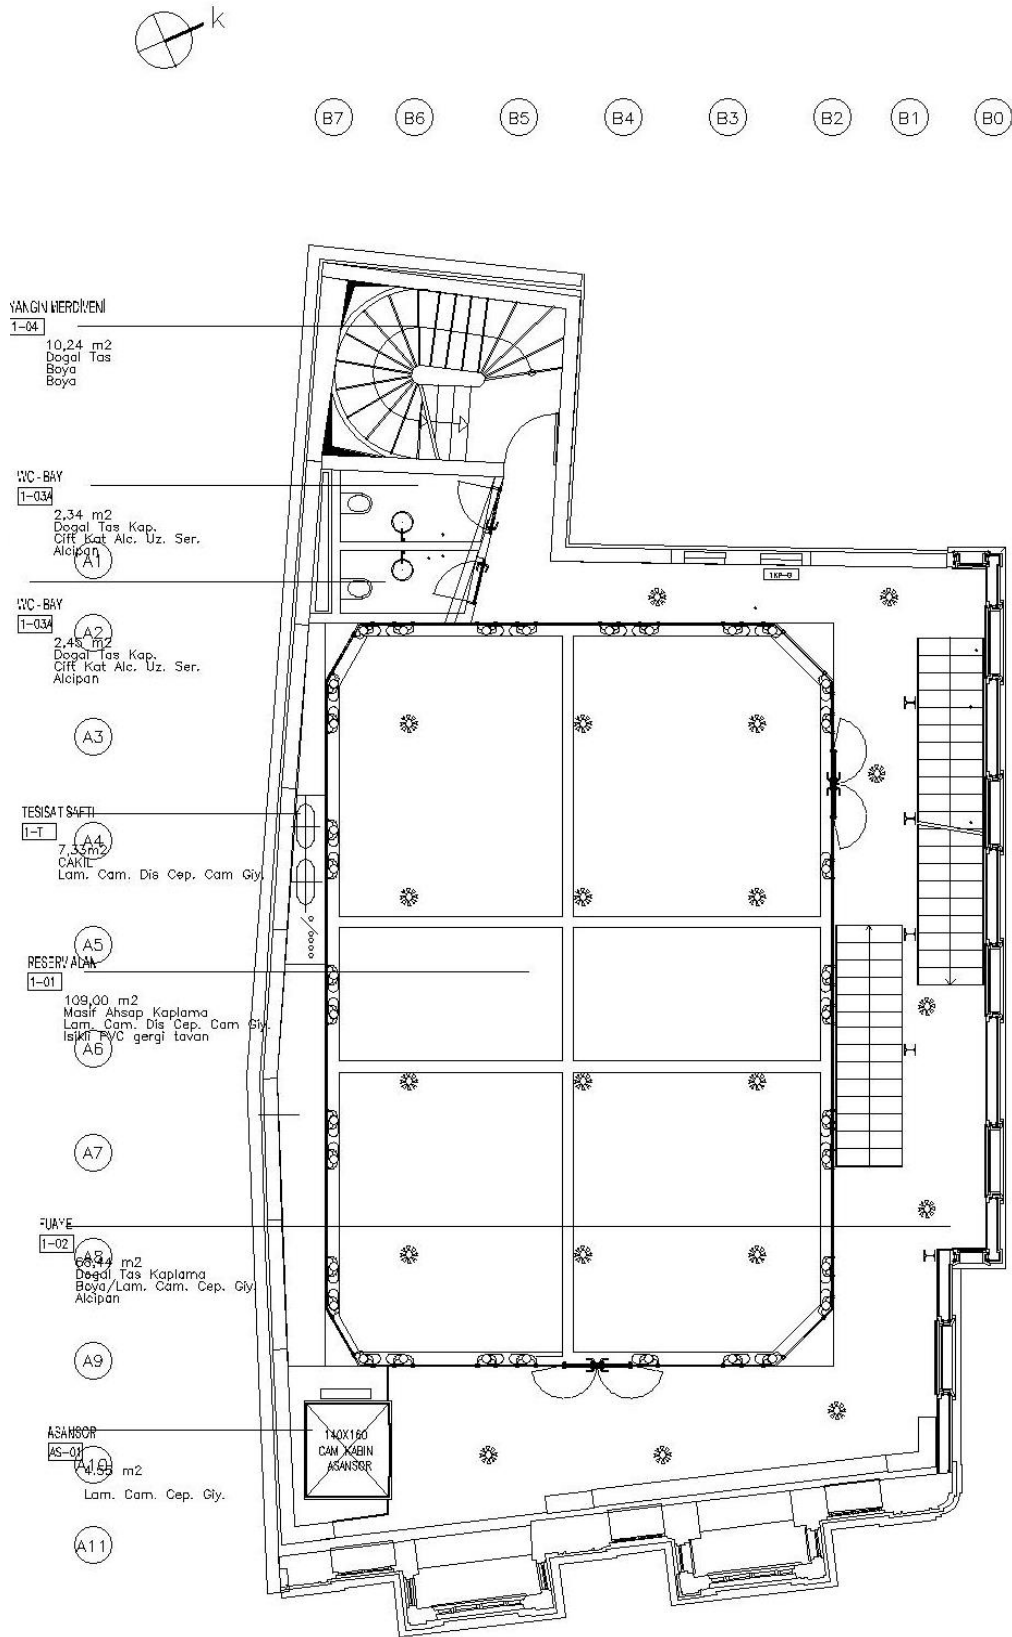 k
B7 B6 B5 B4 B3 B2 B1 B0
YANGIN MERDİVENİ
1-04
10,24 m2
Dogal Tas
Boya
Boya
WC-BAY
1-03A
2,34 m2
Dogal Tas Kap.
Cift Kat Alc. Uz. Ser.
Alcipan
A1
WC-BAY
1-03A
A2
2,45 m2
Dogal Tas Kap.
Cift Kat Alc. Uz. Ser.
Alcipan
A3
TESISAT SAFTI
1-T
A4
7,33m2
CAKIL
Lam. Cam. Dis Cep. Cam Giy.
A5
RESERV ALAN
1-01
109,00 m2
Masif Ahsap Kaplama
Lam. Cam. Dis Cep. Cam Giy.
Isikli PVC gergi tavan
A6
A7
FUAYE
1-02
A8
68,44 m2
Dogal Tas Kaplama
Boya/Lam. Cam. Cep. Giy.
Alcipan
A9
ASANSOR
AS-01
A10
4.55 m2
Lam. Cam. Cep. Giy.
A11
140X160
CAM KABIN
ASANSOR